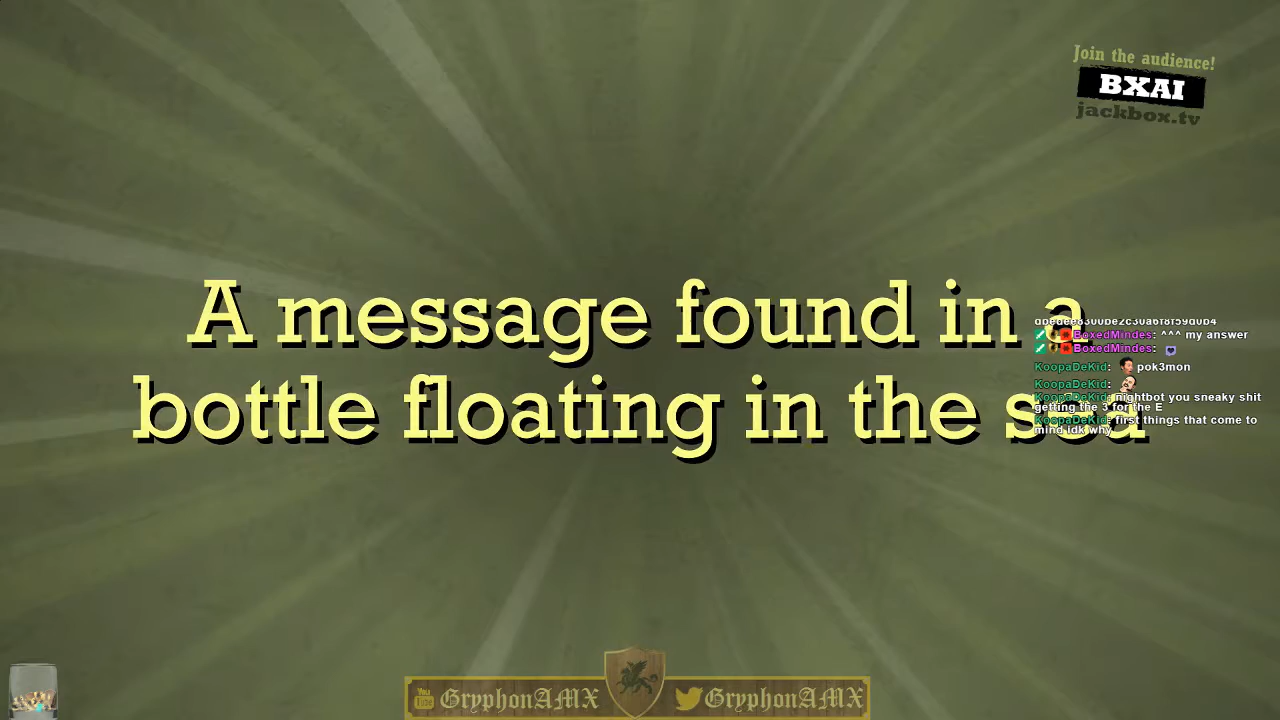 Join the audience!
BXAI
jackbox.tv
A message found in a
bottle floating in the sea
BoxedMindes: ^^^ my answer
BoxedMindes:
KoopaDeKid: pok3mon
KoopaDeKid:
KoopaDeKid: nightbot you sneaky shit
getting the 3 for the E
KoopaDeKid: first things that come to
mind idk why
You
Tube
GryphonAMX
GryphonAMX